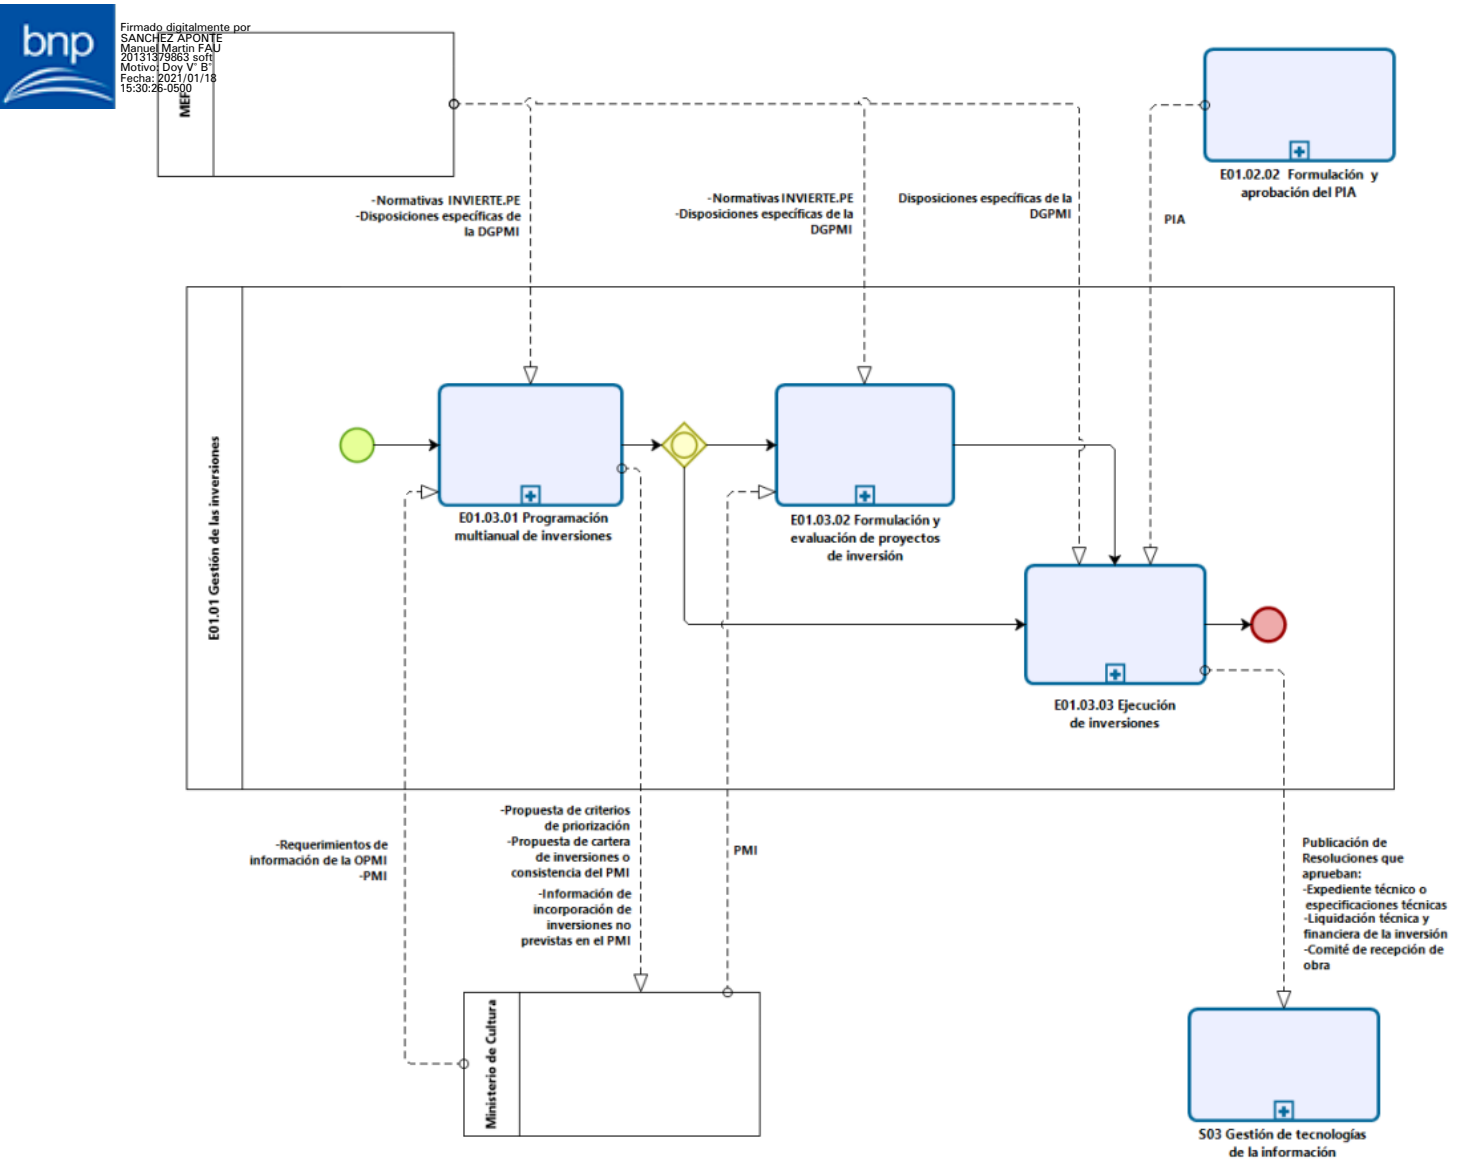 bnp
Firmado digitalmente por
SANCHEZ APONTE
Manuel Martin FAU
20131379863 soft
Motivo: Doy V° B°
Fecha: 2021/01/18
15:30:26-0500
MEF
E01.02.02 Formulación y
aprobación del PIA
-Normativas INVIERTE.PE
-Disposiciones específicas de
la DGPMI
-Normativas INVIERTE.PE
-Disposiciones específicas de la
DGPMI
Disposiciones específicas de la
DGPMI
PIA
E01.01 Gestión de las inversiones
E01.03.01 Programación
multianual de inversiones
E01.03.02 Formulación y
evaluación de proyectos
de inversión
E01.03.03 Ejecución
de inversiones
-Requerimientos de
información de la OPMI
-PMI
-Propuesta de criterios
de priorización
-Propuesta de cartera
de inversiones o
consistencia del PMI
-Información de
incorporación de
inversiones no
previstas en el PMI
PMI
Publicación de
Resoluciones que
aprueban:
-Expediente técnico o
especificaciones técnicas
-Liquidación técnica y
financiera de la inversión
-Comité de recepción de
obra
Ministerio de Cultura
S03 Gestión de tecnologías
de la información